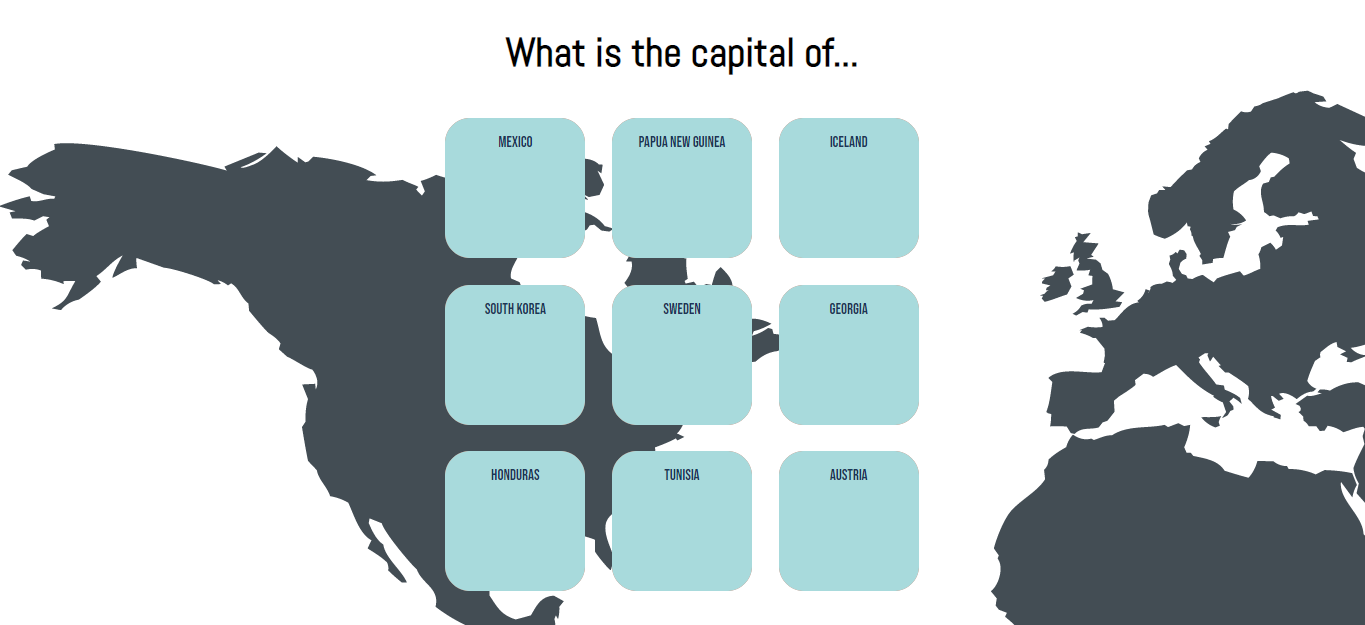 What is the capital of...
MEXICO
PAPUA NEW GUINEA
ICELAND
SOUTH KOREA
SWEDEN
GEORGIA
HONDURAS
TUNISIA
AUSTRIA